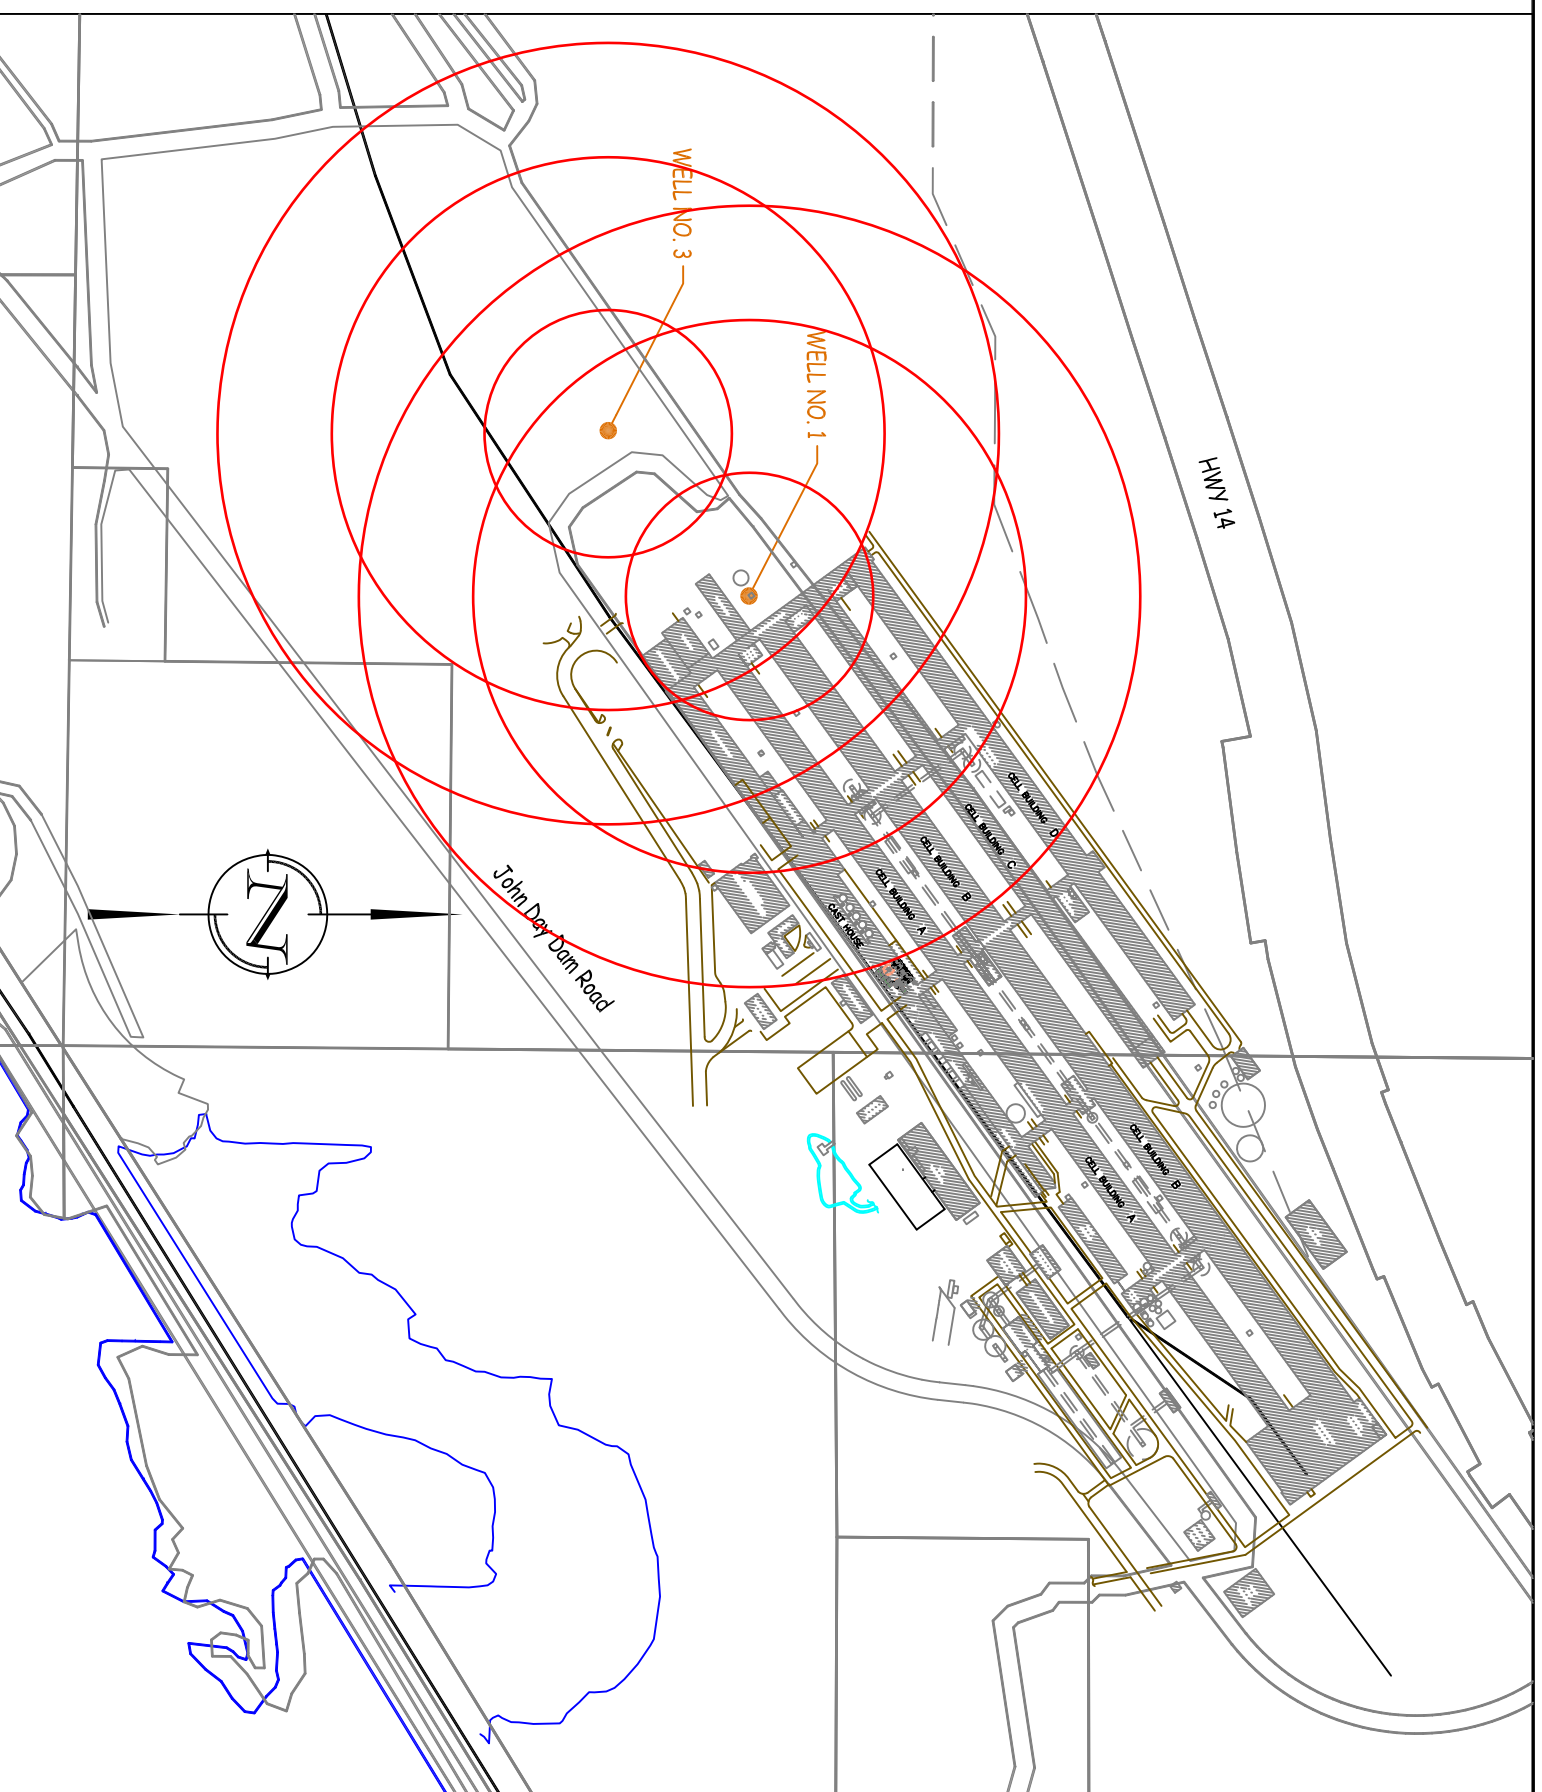 WELL NO. 3
WELL NO. 1
HWY 14
CELL BUILDING D
CELL BUILDING C
CELL BUILDING B
CELL BUILDING A
CAST HOUSE
John Day Dam Road
N
CELL BUILDING B
CELL BUILDING A